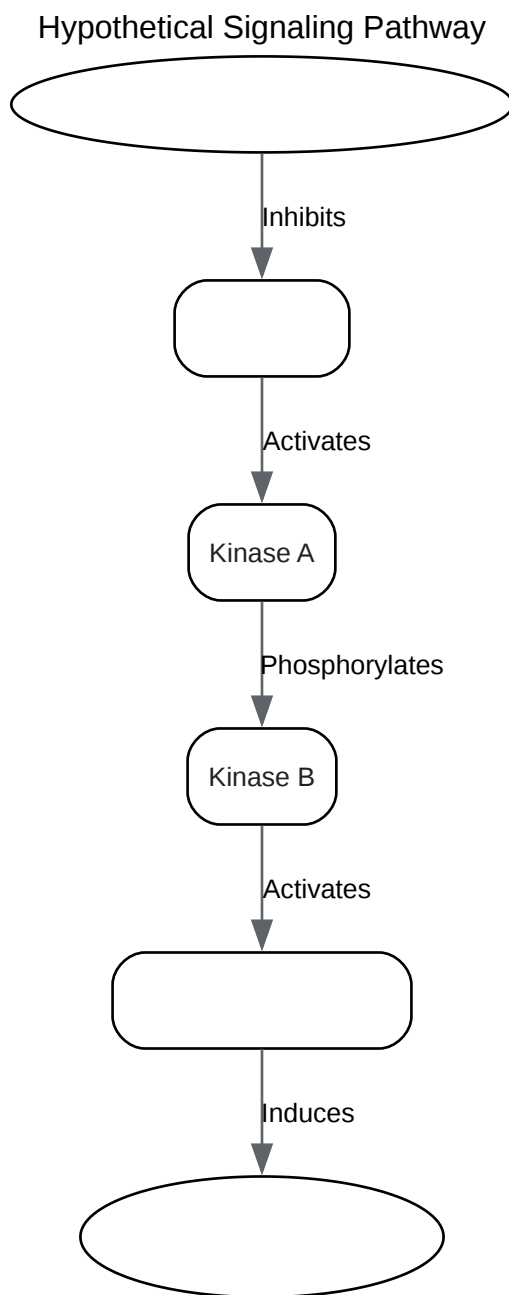 Hypothetical Signaling Pathway
Inhibits
Activates
Kinase A
Phosphorylates
Kinase B
Activates
Induces